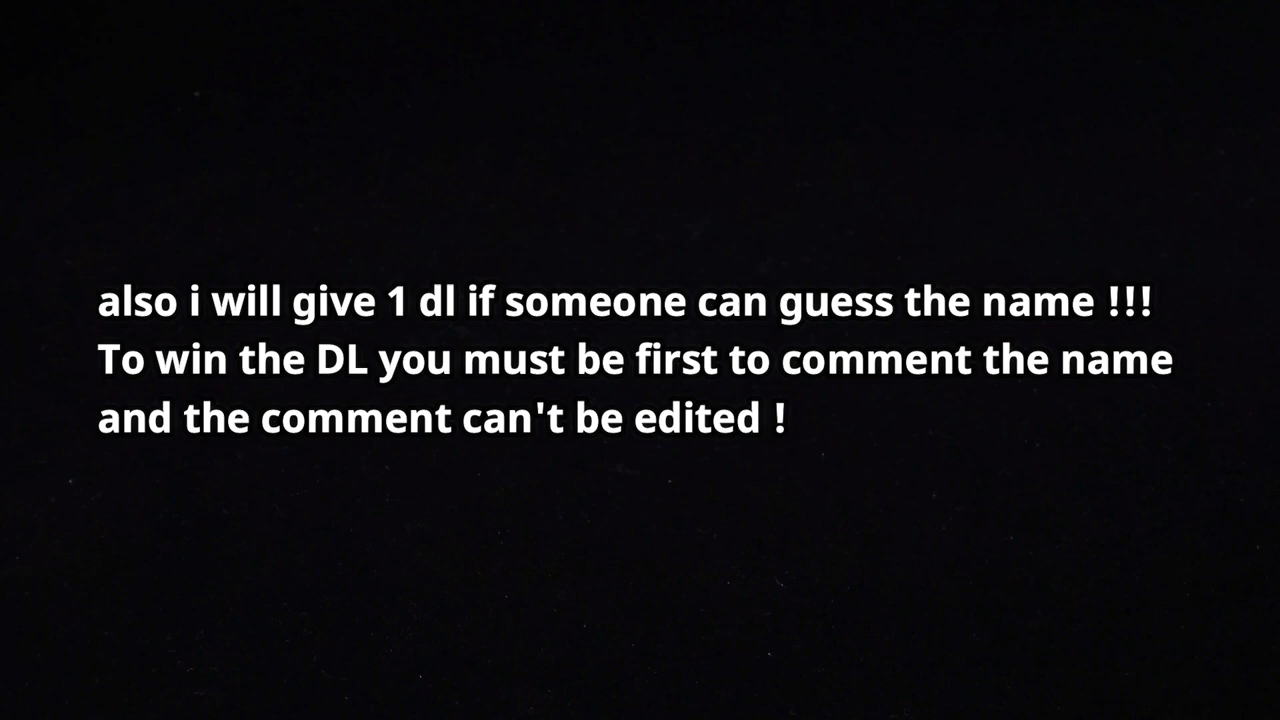 also i will give 1 dl if someone can guess the name !!!
To win the DL you must be first to comment the name
and the comment can't be edited !